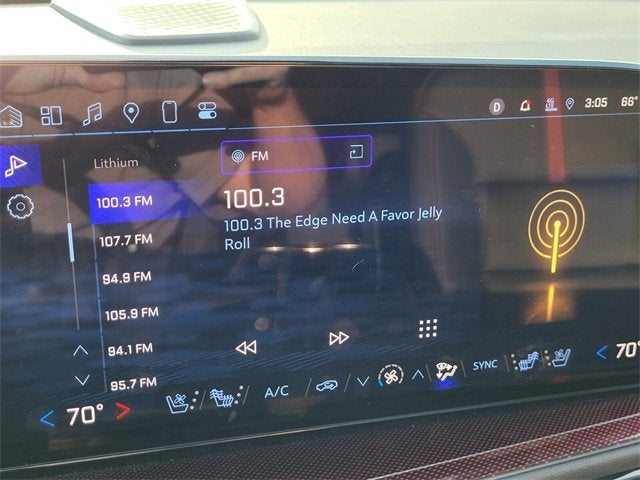 D 4G 3:05 66°
Lithium
FM
100.3 FM
100.3
100.3 The Edge Need A Favor Jelly
Roll
107.7 FM
94.9 FM
105.9 FM
94.1 FM
95.7 FM
70° A/C SYNC 70°